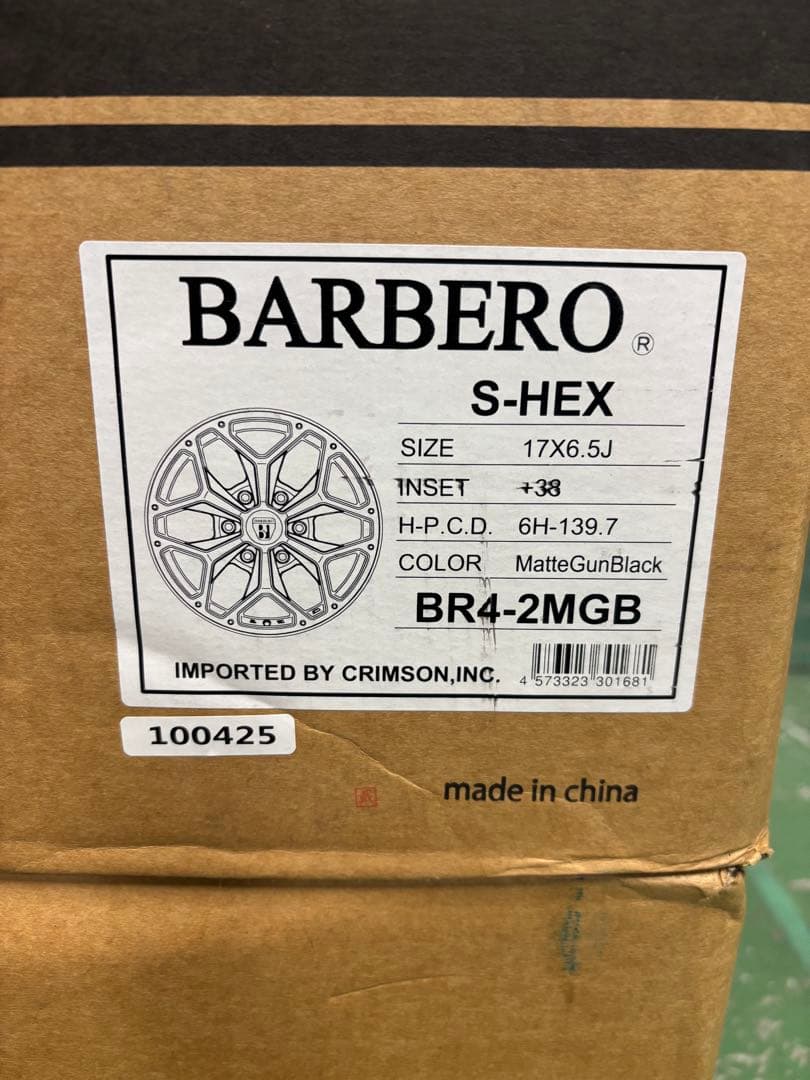 BARBERO®
S-HEX
SIZE 17X6.5J
INSET +38
H-P.C.D. 6H-139.7
COLOR MatteGunBlack
BR4-2MGB
IMPORTED BY CRIMSON,INC.
4 573323 301681
100425
made in china